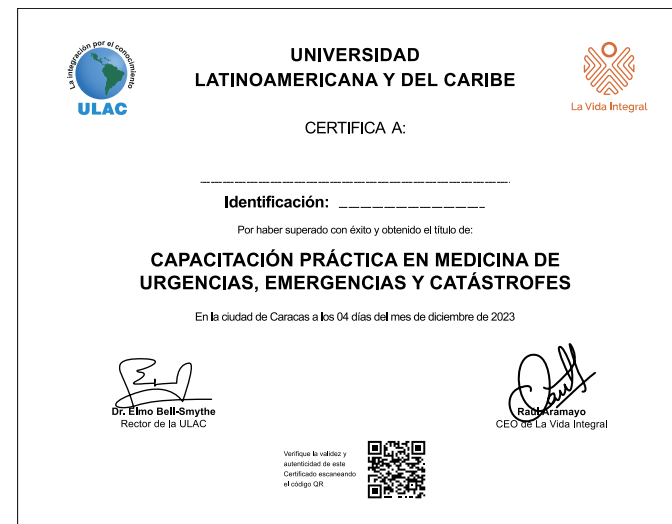 La integración por el conocimiento
ULAC
UNIVERSIDAD
LATINOAMERICANA Y DEL CARIBE
La Vida Integral
CERTIFICA A:
Identificación:
Por haber superado con éxito y obtenido el título de:
CAPACITACIÓN PRÁCTICA EN MEDICINA DE
URGENCIAS, EMERGENCIAS Y CATÁSTROFES
En la ciudad de Caracas a los 04 días del mes de diciembre de 2023
Dr. Elmo Bell-Smythe
Rector de la ULAC
Raúl Aramayo
CEO de La Vida Integral
Verifique la validez y
autenticidad de este
Certificado escaneando
el código QR